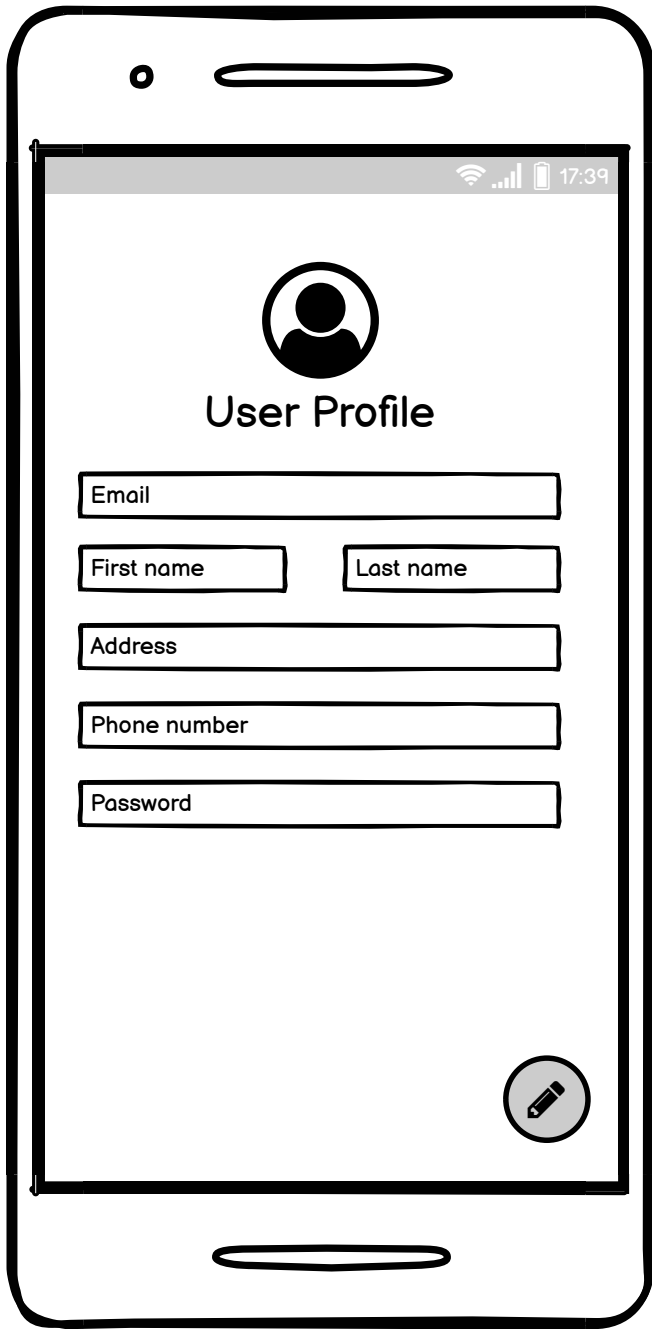 17:39
User Profile
Email
First name Last name
Address
Phone number
Password